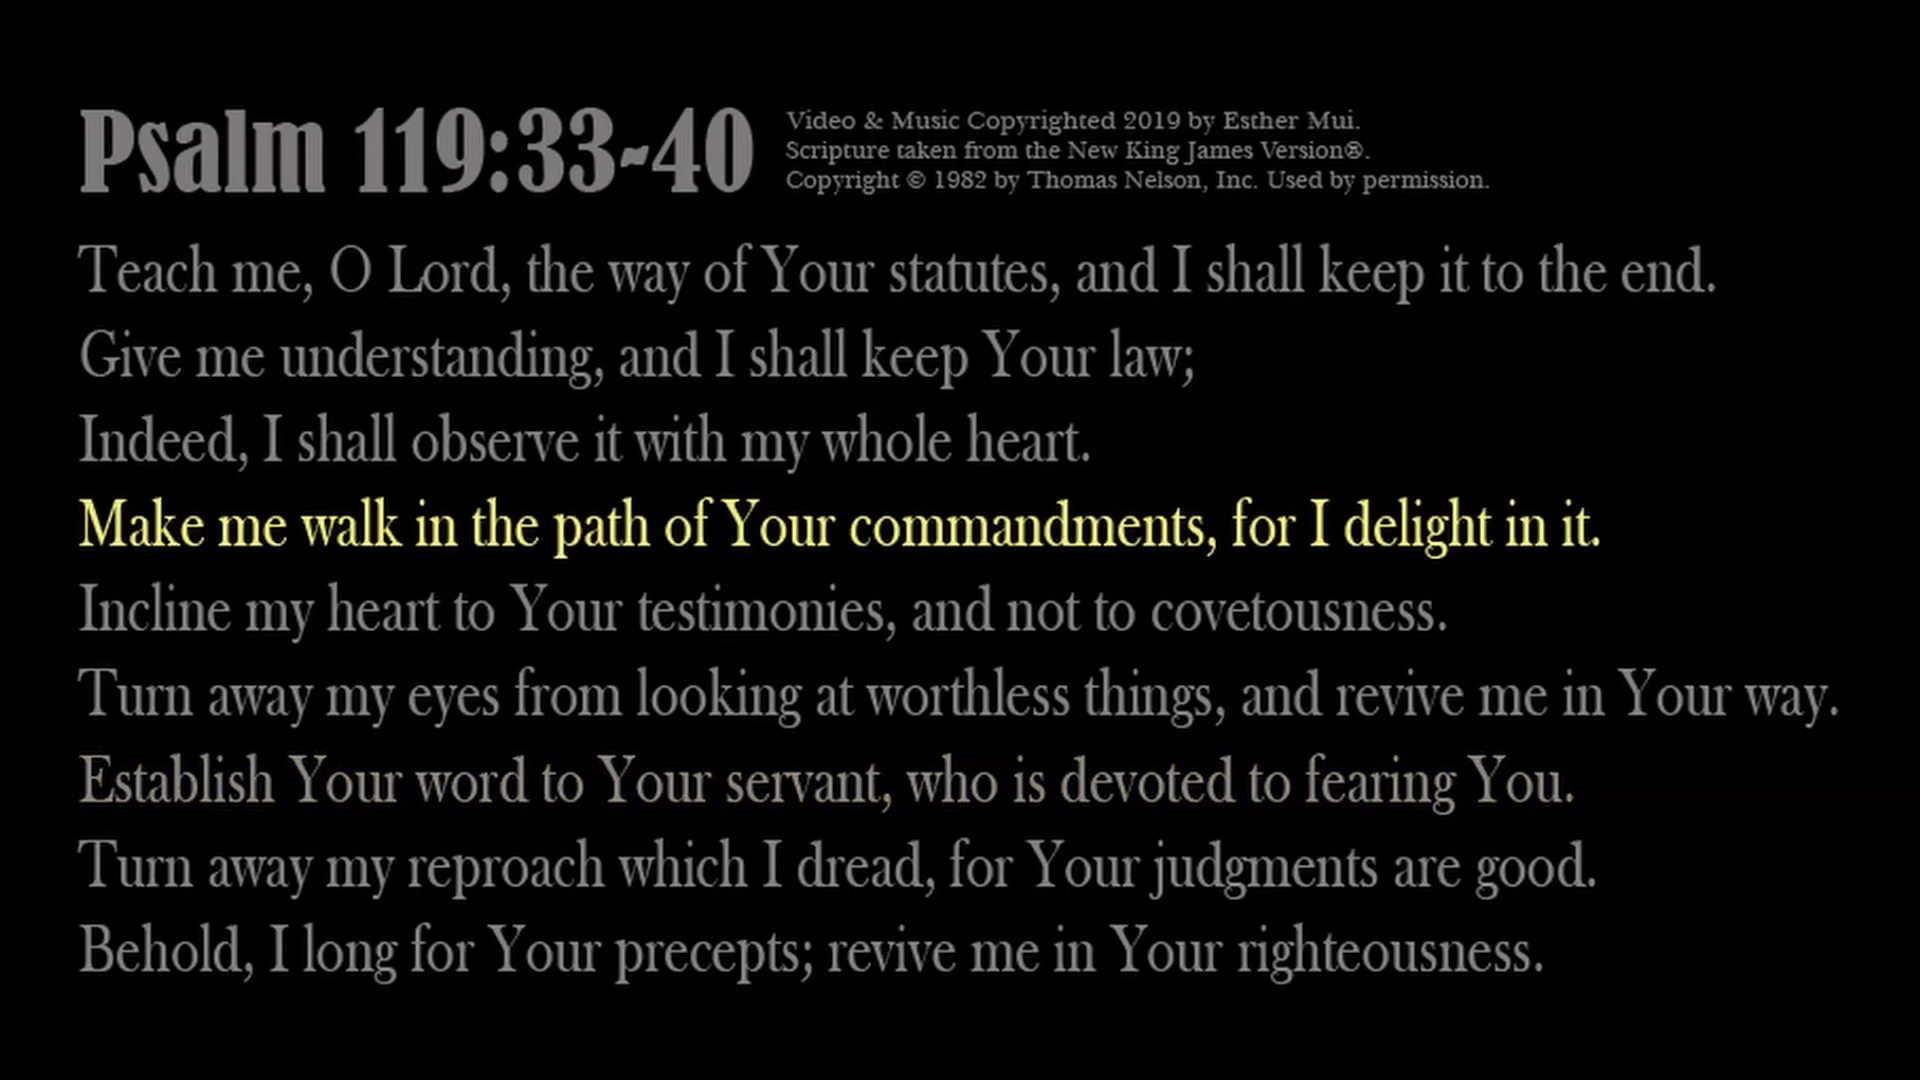 Psalm 119:33-40
Video & Music Copyrighted 2019 by Esther Mui.
Scripture taken from the New King James Version®.
Copyright © 1982 by Thomas Nelson, Inc. Used by permission.
Teach me, O Lord, the way of Your statutes, and I shall keep it to the end.
Give me understanding, and I shall keep Your law;
Indeed, I shall observe it with my whole heart.
Make me walk in the path of Your commandments, for I delight in it.
Incline my heart to Your testimonies, and not to covetousness.
Turn away my eyes from looking at worthless things, and revive me in Your way.
Establish Your word to Your servant, who is devoted to fearing You.
Turn away my reproach which I dread, for Your judgments are good.
Behold, I long for Your precepts; revive me in Your righteousness.